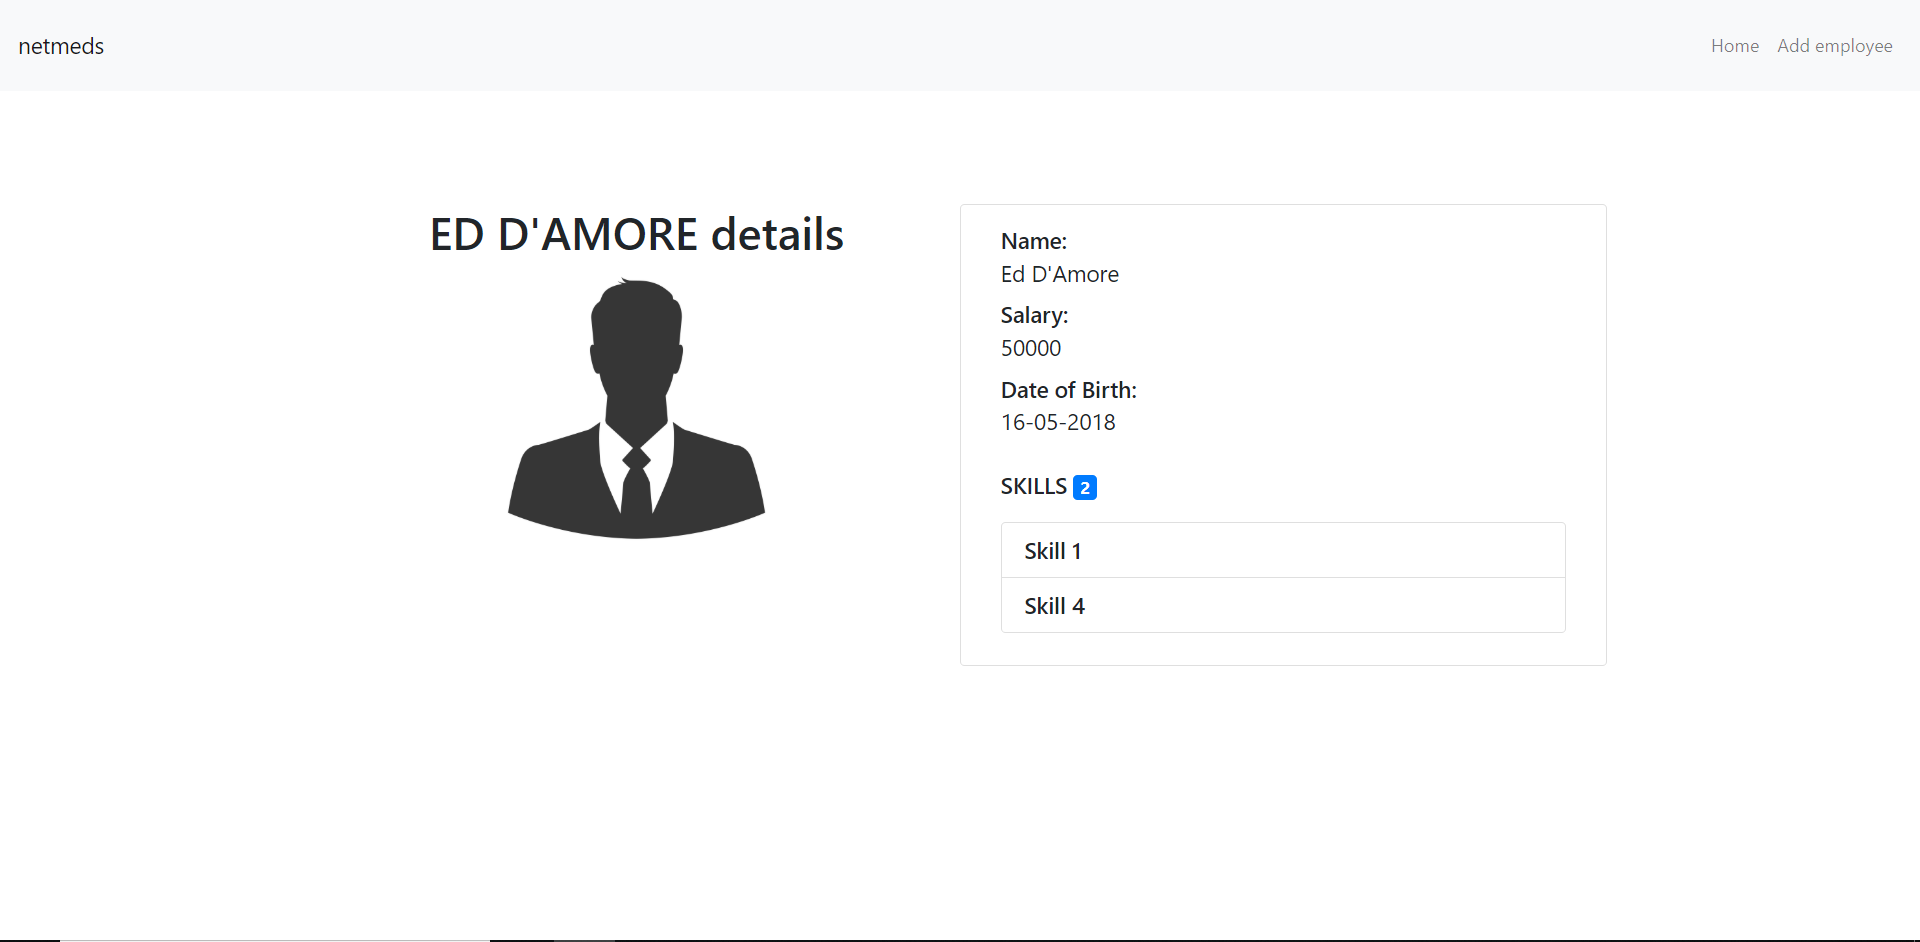 netmeds
Home Add employee
ED D'AMORE details
Name:
Ed D'Amore
Salary:
50000
Date of Birth:
16-05-2018
SKILLS 2
Skill 1
Skill 4